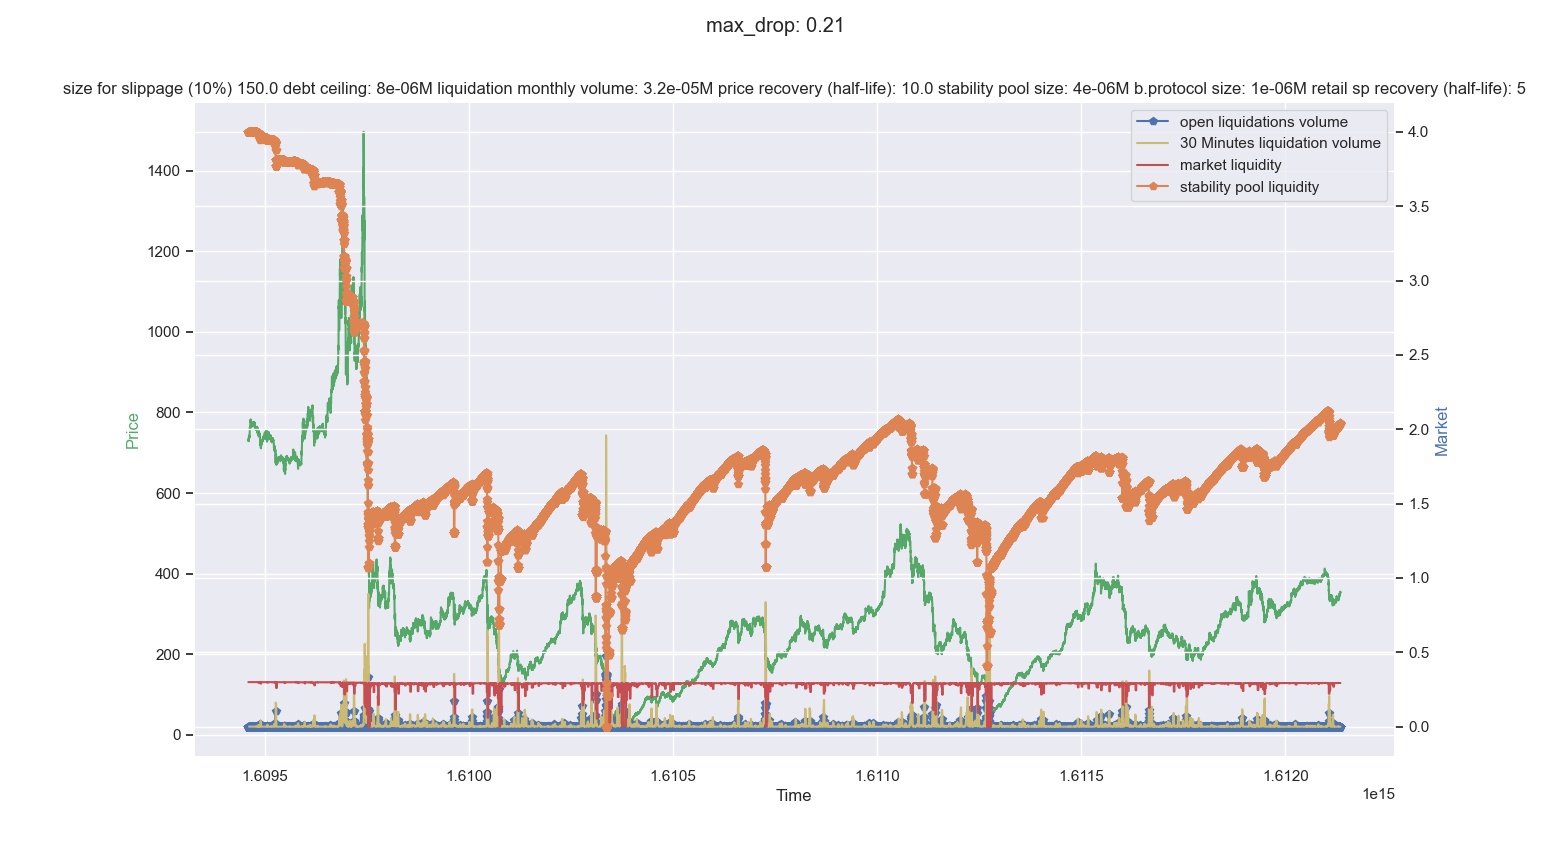 max_drop: 0.21
size for slippage (10%) 150.0 debt ceiling: 8e-06M liquidation monthly volume: 3.2e-05M price recovery (half-life): 10.0 stability pool size: 4e-06M b.protocol size: 1e-06M retail sp recovery (half-life): 5
open liquidations volume
30 Minutes liquidation volume
market liquidity
stability pool liquidity
1400
1200
1000
800
600
400
200
0
Price
4.0
3.5
3.0
2.5
2.0
1.5
1.0
0.5
0.0
Market
1.6095
1.6100
1.6105
1.6110
1.6115
1.6120
1e15
Time